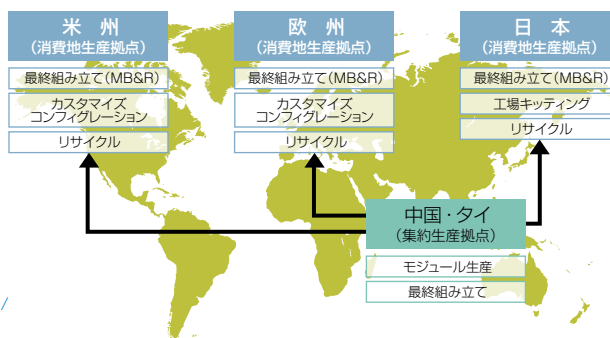 米 州
(消費地生産拠点)
最終組み立て(MB&R)
カスタマイズ
コンフィグレーション
リサイクル
欧 州
(消費地生産拠点)
最終組み立て(MB&R)
カスタマイズ
コンフィグレーション
リサイクル
日 本
(消費地生産拠点)
最終組み立て(MB&R)
工場キッティング
リサイクル
中国・タイ
(集約生産拠点)
モジュール生産
最終組み立て
/